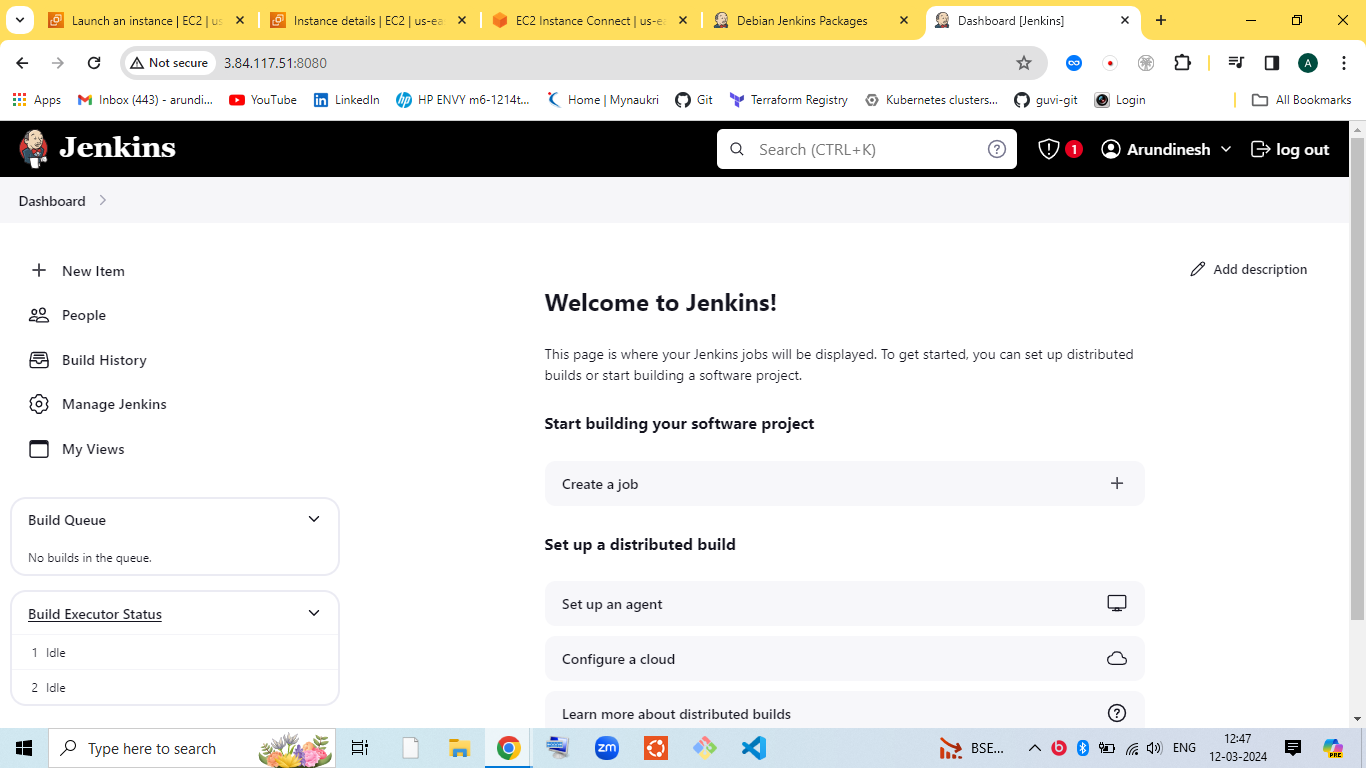 Launch an instance | EC2 | us
Instance details | EC2 | us-eas
EC2 Instance Connect | us-ea
Debian Jenkins Packages
Dashboard [Jenkins]
Not secure 3.84.117.51:8080
A
Apps Inbox (443) - arundi... YouTube LinkedIn HP ENVY m6-1214t... Home | Mynaukri Git Terraform Registry Kubernetes clusters... guvi-git Login All Bookmarks
Jenkins Search (CTRL+K) 1 Arundinesh log out
Dashboard
New Item
People
Build History
Manage Jenkins
My Views
Build Queue
No builds in the queue.
Build Executor Status
1 Idle
2 Idle
Add description
Welcome to Jenkins!
This page is where your Jenkins jobs will be displayed. To get started, you can set up distributed
builds or start building a software project.
Start building your software project
Create a job
Set up a distributed build
Set up an agent
Configure a cloud
Learn more about distributed builds
Type here to search zm BSE... ENG 12:47
12-03-2024
PRE